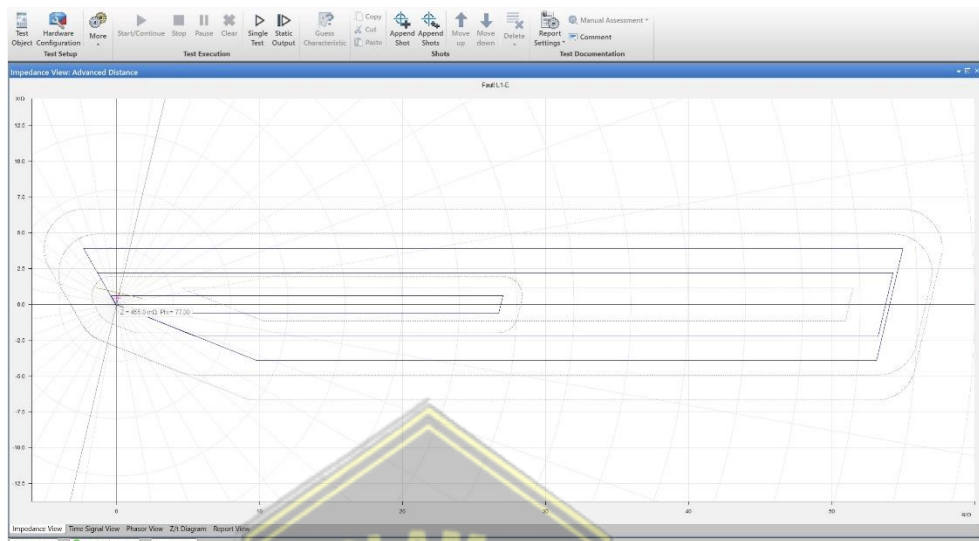 Test Object
Hardware Configuration
More
Test Setup
Start/Continue Stop Pause Clear
Single Test
Static Output
Test Execution
Guess Characteristic
Copy
Cut
Paste
Append Shot
Append Shots
Move up
Move down
Delete
Shots
Report Settings
Manual Assessment
Comment
Test Documentation
Impedance View: Advanced Distance
Fault L1-E
12.5
10.0
7.5
5.0
2.5
0.0
-2.5
-5.0
-7.5
-10.0
-12.5
0 10 20 30 40 50
Impedance View Time Signal View Phasor View Z/t Diagram Report View